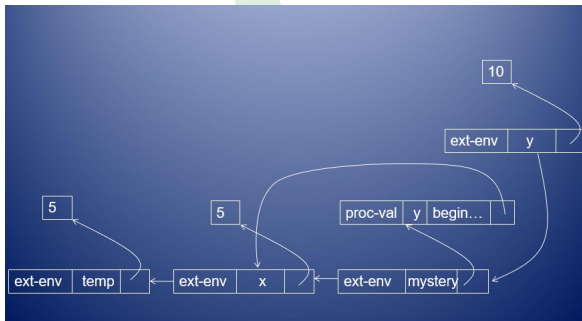 10
ext-env y
5
5
proc-val y begin...
ext-env temp
ext-env x
ext-env mystery